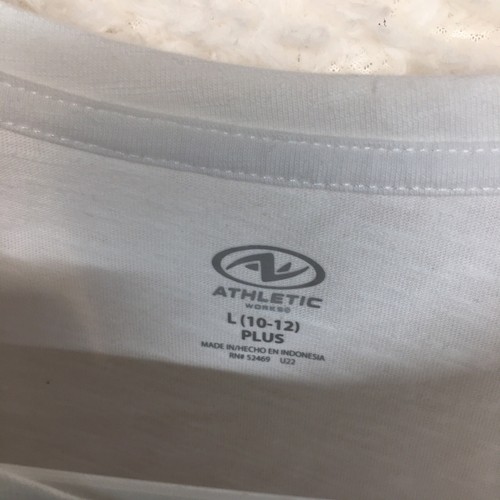 ATHLETIC
WORKS®
L (10-12)
PLUS
MADE IN/HECHO EN INDONESIA
RN# 52469 U22